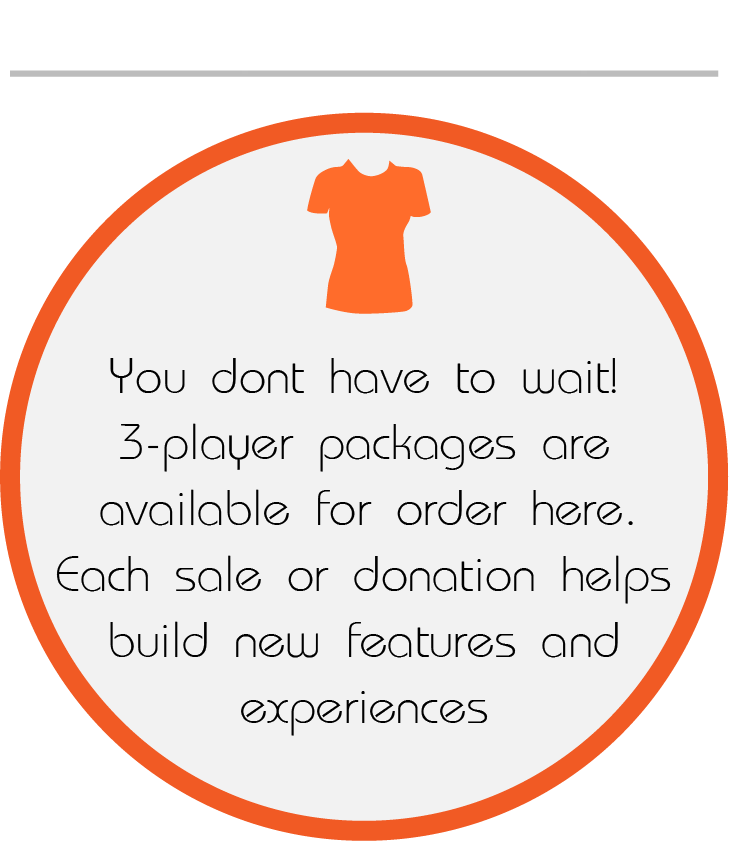 You dont have to wait!
3-player packages are
available for order here.
Each sale or donation helps
build new features and
experiences